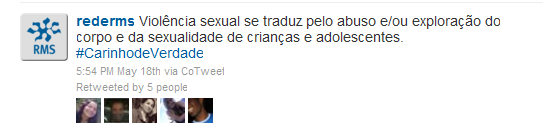 rederms Violência sexual se traduz pelo abuso e/ou exploração do
corpo e da sexualidade de crianças e adolescentes.
#CarinhodeVerdade
5:54 PM May 18th via CoTweet
Retweeted by 5 people
RMS